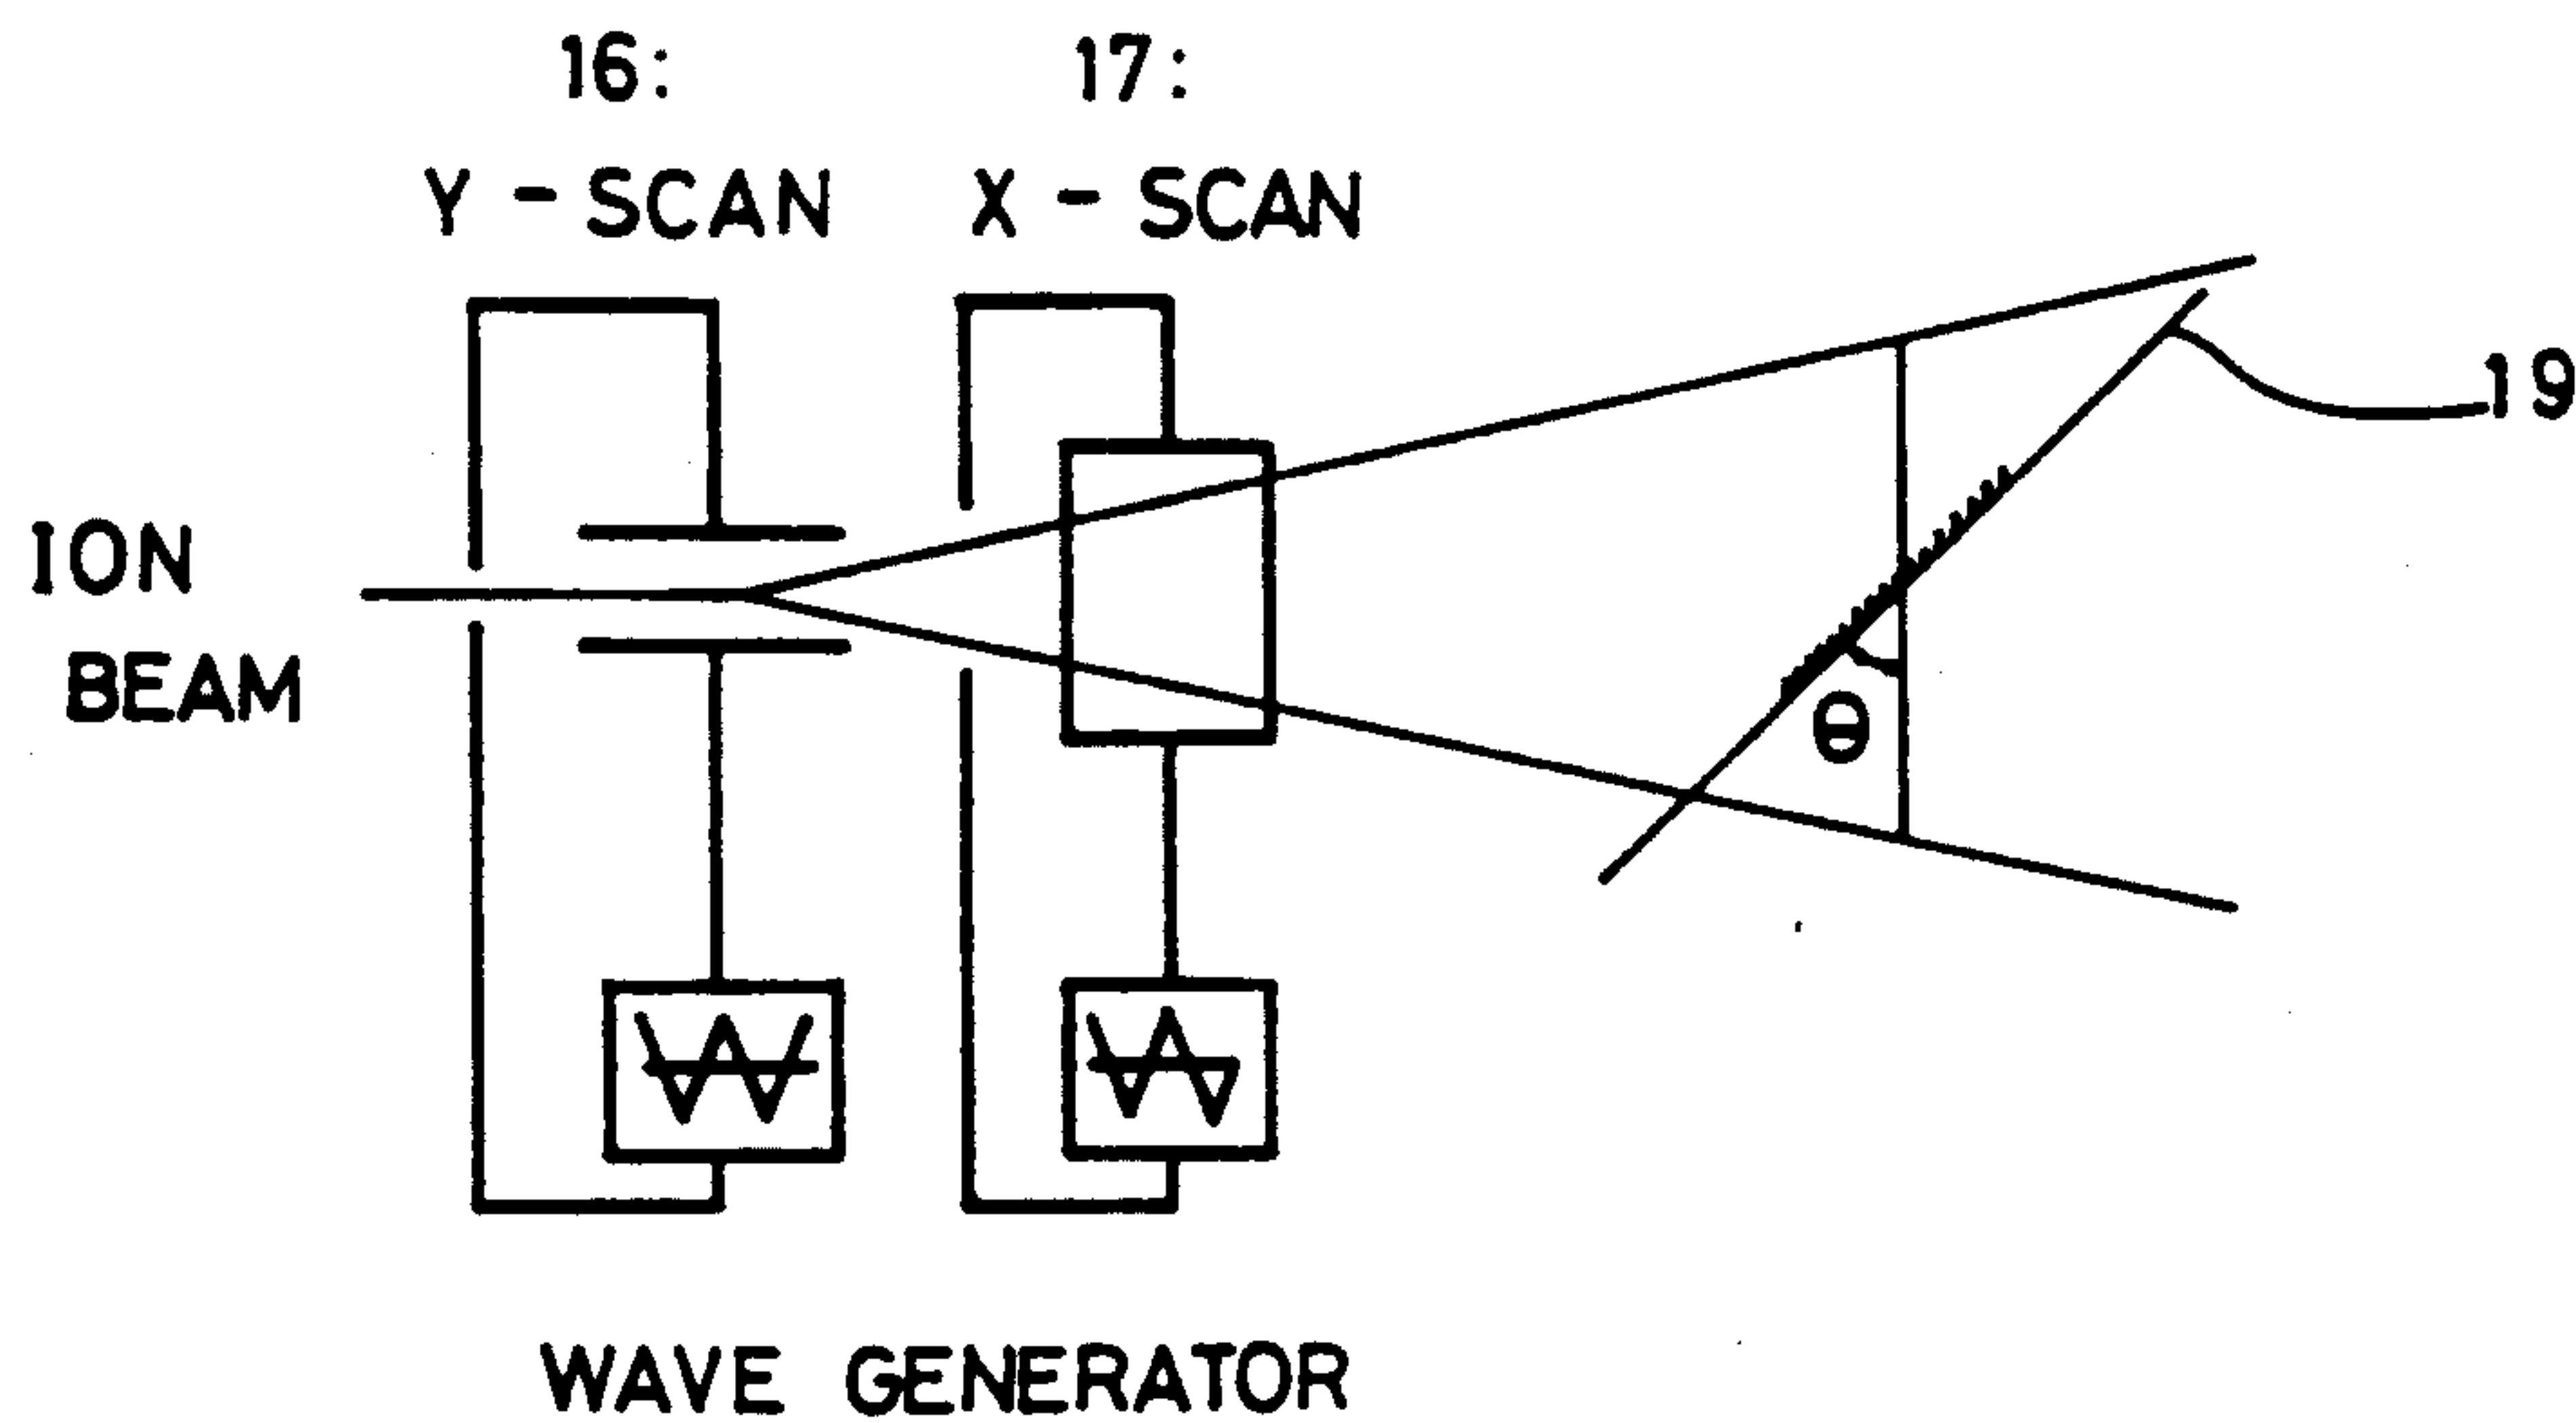 16:
Y - SCAN
17:
X - SCAN
19
ION
BEAM
θ
WAVE GENERATOR